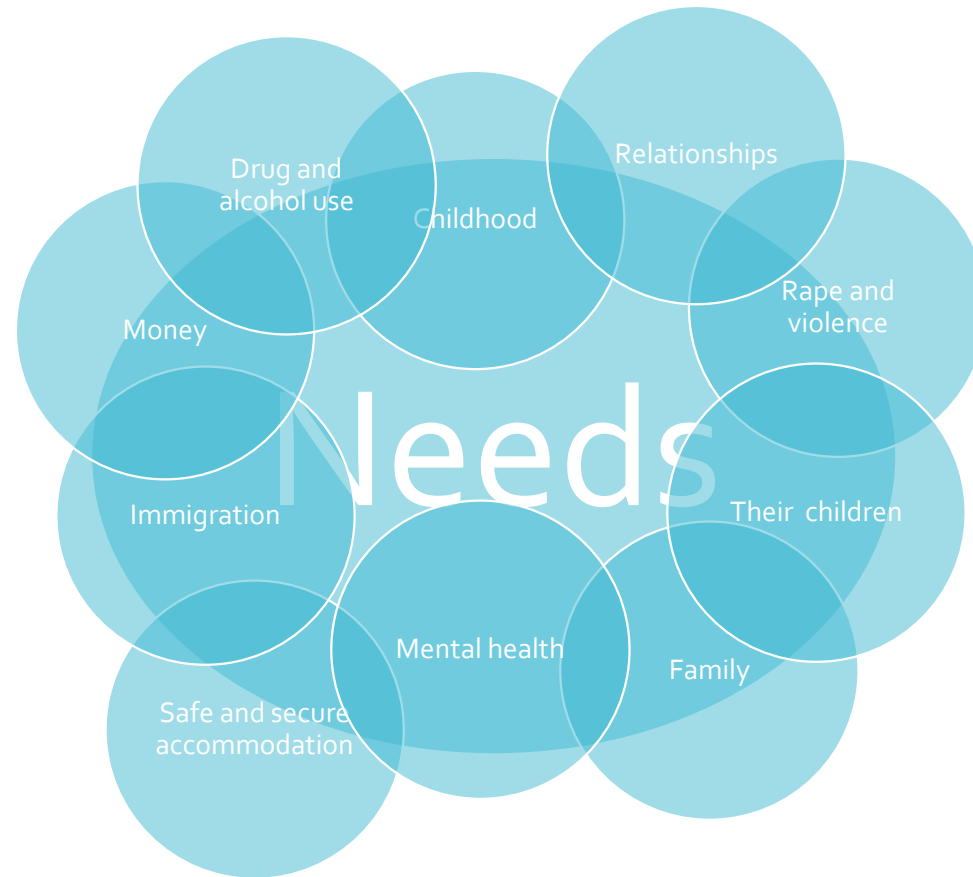 Relationships
Drug and
alcohol use
Childhood
Rape and
violence
Money
Needs
Their children
Immigration
Mental health
Family
Safe and secure
accommodation